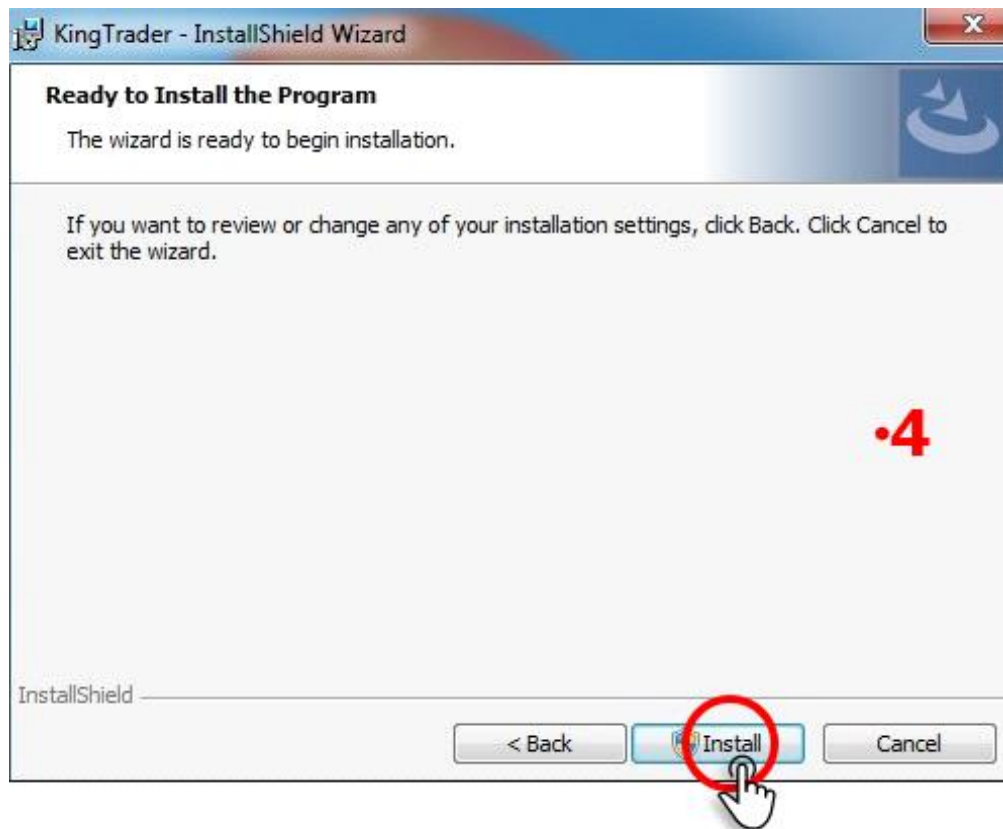 KingTrader - InstallShield Wizard
Ready to Install the Program
The wizard is ready to begin installation.
If you want to review or change any of your installation settings, click Back. Click Cancel to
exit the wizard.
•4
InstallShield
< Back
Install
Cancel